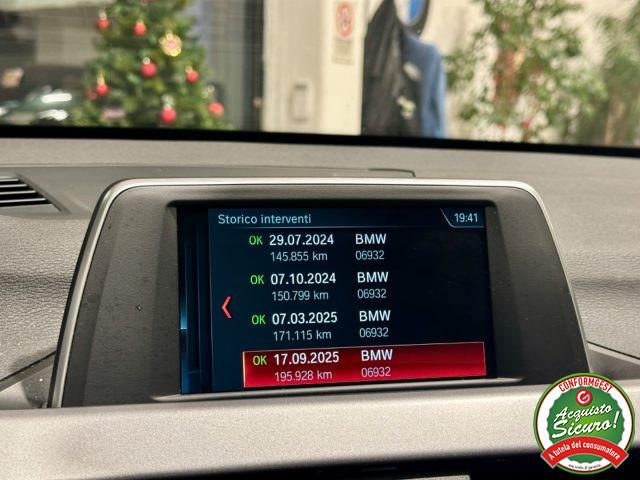 Storico interventi 19:41
OK 29.07.2024 BMW
145.855 km 06932
OK 07.10.2024 BMW
150.799 km 06932
OK 07.03.2025 BMW
171.115 km 06932
OK 17.09.2025 BMW
195.928 km 06932
CONFORMGEST
Acquisto
Sicuro!
A tutela del consumatore